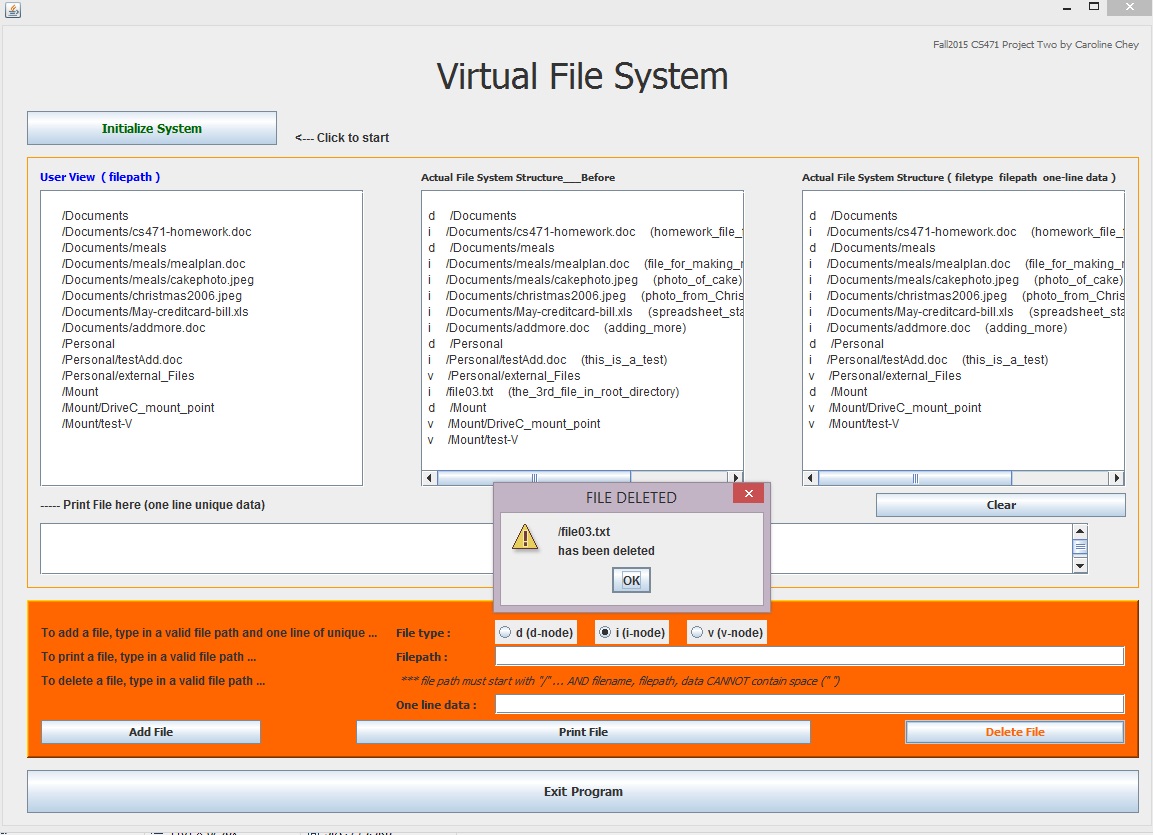 Fall2015 CS471 Project Two by Caroline Chey
Virtual File System
Initialize System
<--- Click to start
User View ( filepath )
/Documents
/Documents/cs471-homework.doc
/Documents/meals
/Documents/meals/mealplan.doc
/Documents/meals/cakephoto.jpeg
/Documents/christmas2006.jpeg
/Documents/May-creditcard-bill.xls
/Documents/addmore.doc
/Personal
/Personal/testAdd.doc
/Personal/external_Files
/Mount
/Mount/DriveC_mount_point
/Mount/test-V
Actual File System Structure___Before
d /Documents
i /Documents/cs471-homework.doc (homework_file_
d /Documents/meals
i /Documents/meals/mealplan.doc (file_for_making_
i /Documents/meals/cakephoto.jpeg (photo_of_cake)
i /Documents/christmas2006.jpeg (photo_from_Chris
i /Documents/May-creditcard-bill.xls (spreadsheet_sta
i /Documents/addmore.doc (adding_more)
d /Personal
i /Personal/testAdd.doc (this_is_a_test)
v /Personal/external_Files
i /file03.txt (the_3rd_file_in_root_directory)
d /Mount
v /Mount/DriveC_mount_point
v /Mount/test-V
Actual File System Structure ( filetype filepath one-line data )
d /Documents
i /Documents/cs471-homework.doc (homework_file_
d /Documents/meals
i /Documents/meals/mealplan.doc (file_for_making_
i /Documents/meals/cakephoto.jpeg (photo_of_cake)
i /Documents/christmas2006.jpeg (photo_from_Chris
i /Documents/May-creditcard-bill.xls (spreadsheet_sta
i /Documents/addmore.doc (adding_more)
d /Personal
i /Personal/testAdd.doc (this_is_a_test)
v /Personal/external_Files
d /Mount
v /Mount/DriveC_mount_point
v /Mount/test-V
----- Print File here (one line unique data)
Clear
FILE DELETED
/file03.txt
has been deleted
OK
To add a file, type in a valid file path and one line of unique ...
File type :
d (d-node)
i (i-node)
v (v-node)
To print a file, type in a valid file path ...
Filepath :
To delete a file, type in a valid file path ...
*** file path must start with "/" ... AND filename, filepath, data CANNOT contain space (" ")
One line data :
Add File
Print File
Delete File
Exit Program